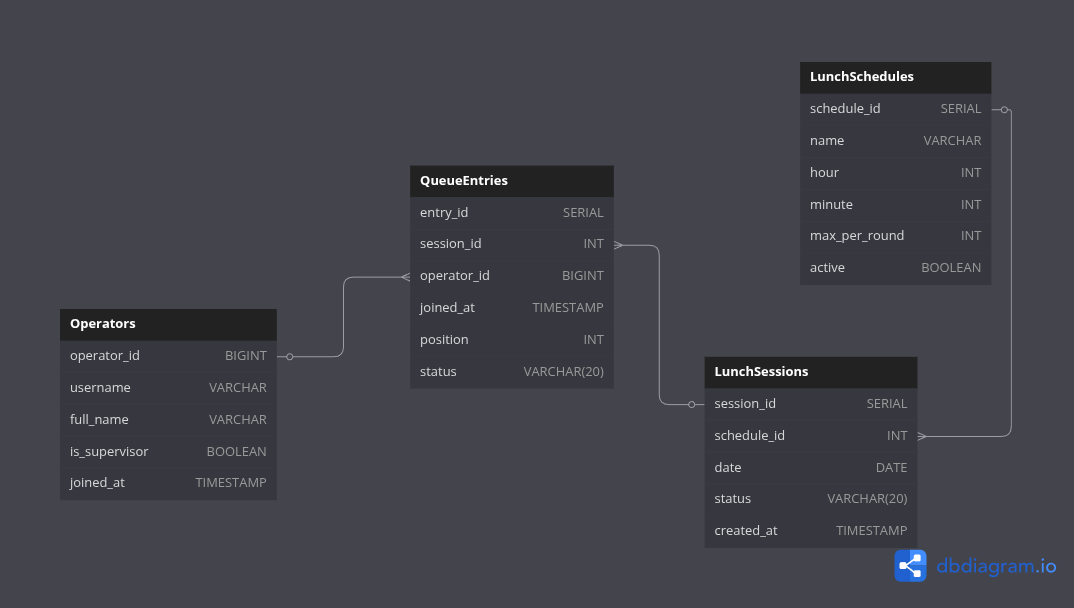 LunchSchedules
schedule_id SERIAL
name VARCHAR
hour INT
minute INT
max_per_round INT
active BOOLEAN
QueueEntries
entry_id SERIAL
session_id INT
operator_id BIGINT
joined_at TIMESTAMP
position INT
status VARCHAR(20)
Operators
operator_id BIGINT
username VARCHAR
full_name VARCHAR
is_supervisor BOOLEAN
joined_at TIMESTAMP
LunchSessions
session_id SERIAL
schedule_id INT
date DATE
status VARCHAR(20)
created_at TIMESTAMP
dbdiagram.io